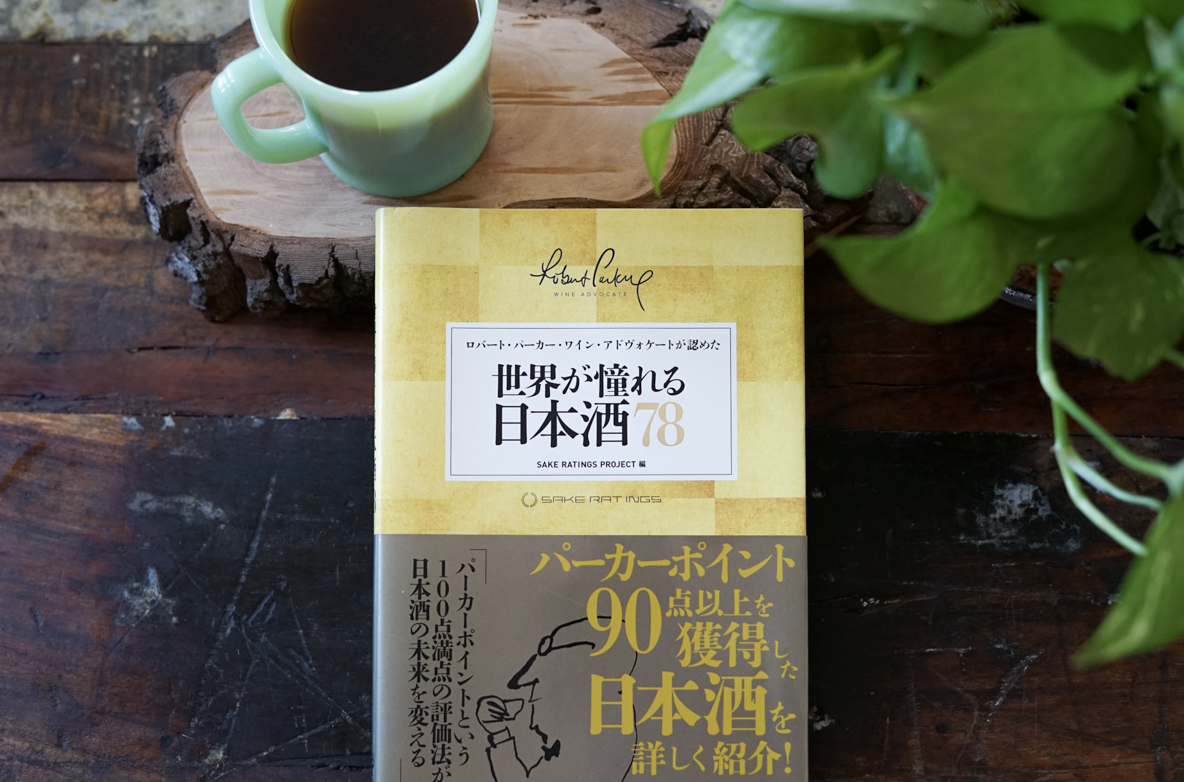 Robert Parker
WINE ADVOCATE
ロバート・パーカー・ワイン・アドヴォケートが認めた
世界が憧れる
日本酒78
SAKE RATINGS PROJECT 編
SAKE RATINGS
パーカーポイント
90点以上を
獲得した
日本酒を
詳しく紹介!
「パーカーポイントという
100点満点の評価法が
日本酒の未来を変える